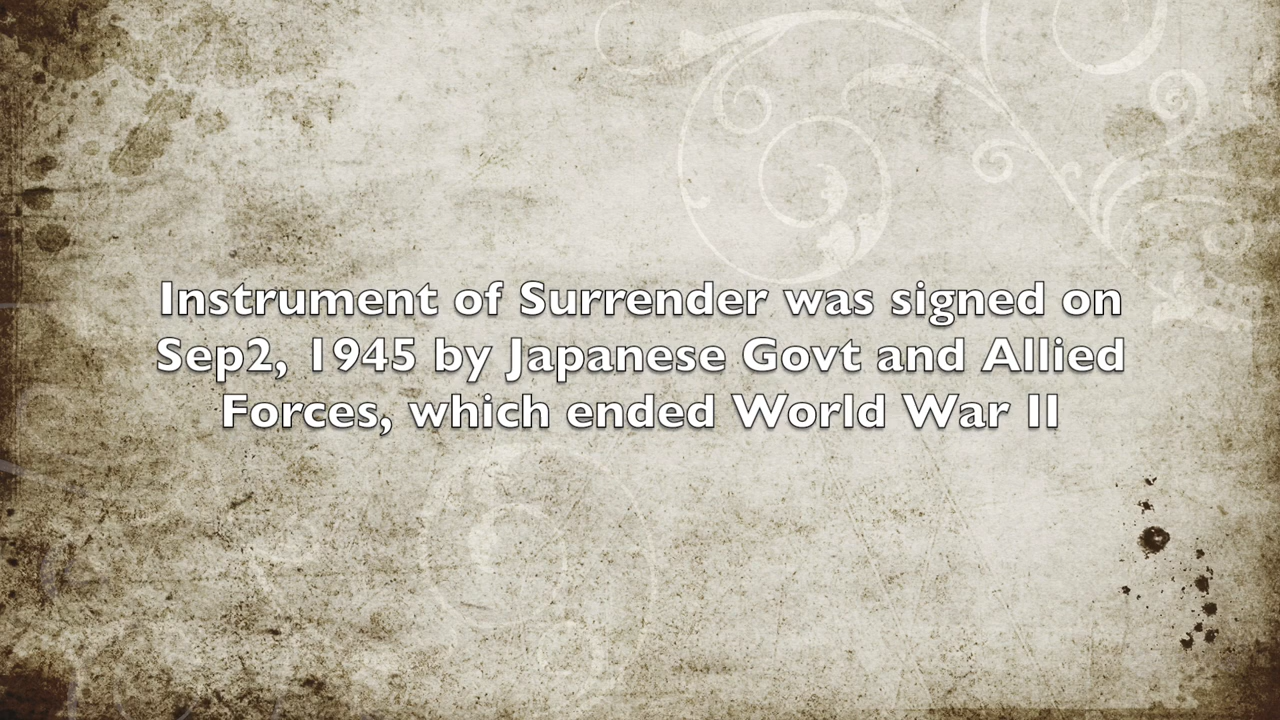 Instrument of Surrender was signed on
Sep2, 1945 by Japanese Govt and Allied
Forces, which ended World War II